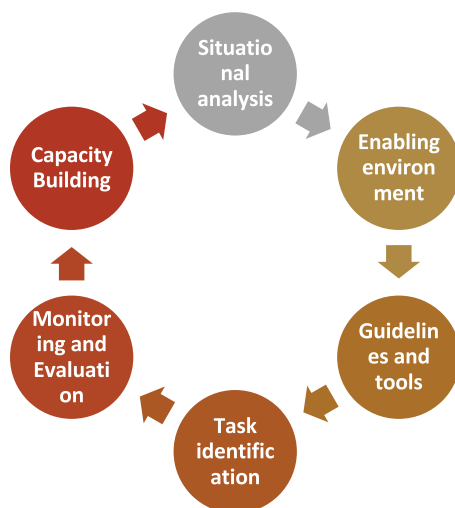 Situatio
nal
analysis
Enabling
environ
ment
Guidelin
es and
tools
Task
identific
ation
Monitor
ing and
Evaluati
on
Capacity
Building